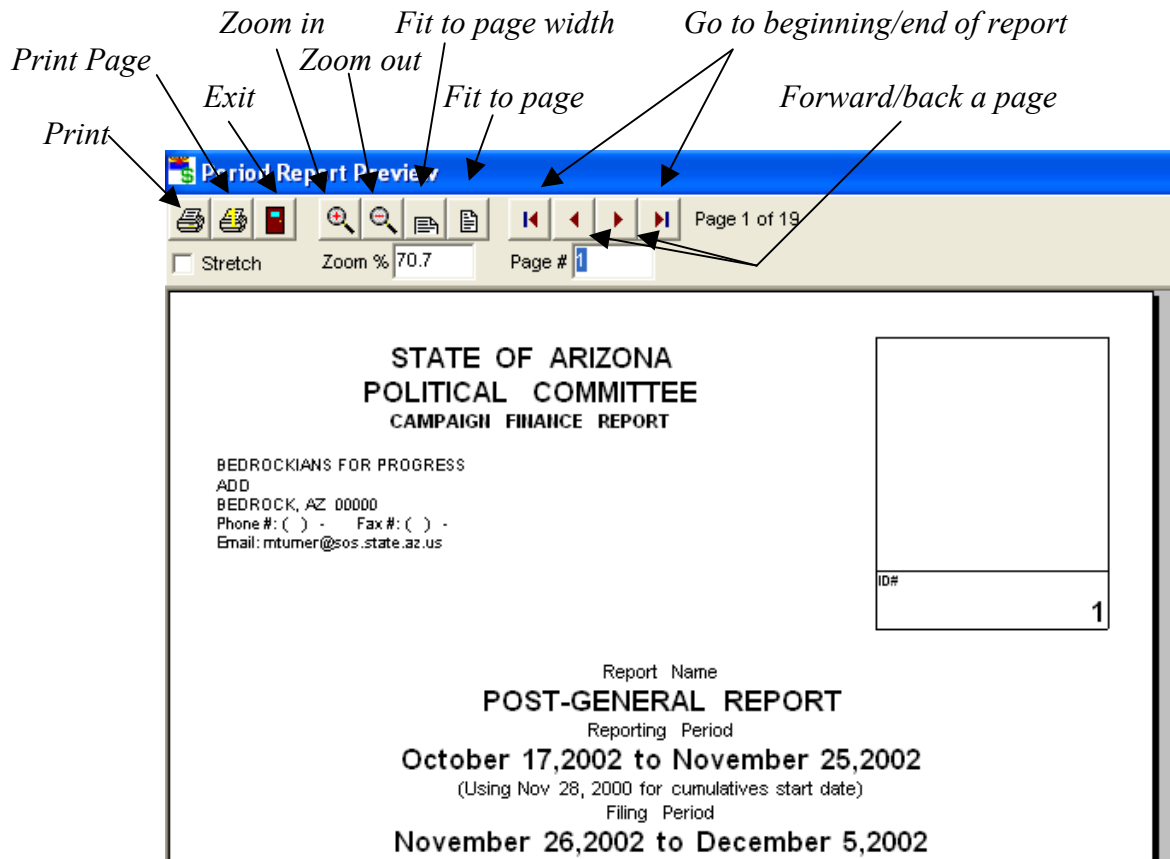 Zoom in Fit to page width Go to beginning/end of report
Print Page Zoom out
Exit Fit to page Forward/back a page
Print
Period Report Preview
Page 1 of 19
Stretch Zoom % 70.7 Page # 1
STATE OF ARIZONA
POLITICAL COMMITTEE
CAMPAIGN FINANCE REPORT
BEDROCKIANS FOR PROGRESS
ADD
BEDROCK, AZ 00000
Phone #: ( ) - Fax #: ( ) -
Email: mturner@sos.state.az.us
ID#
1
Report Name
POST-GENERAL REPORT
Reporting Period
October 17,2002 to November 25,2002
(Using Nov 28, 2000 for cumulatives start date)
Filing Period
November 26,2002 to December 5,2002